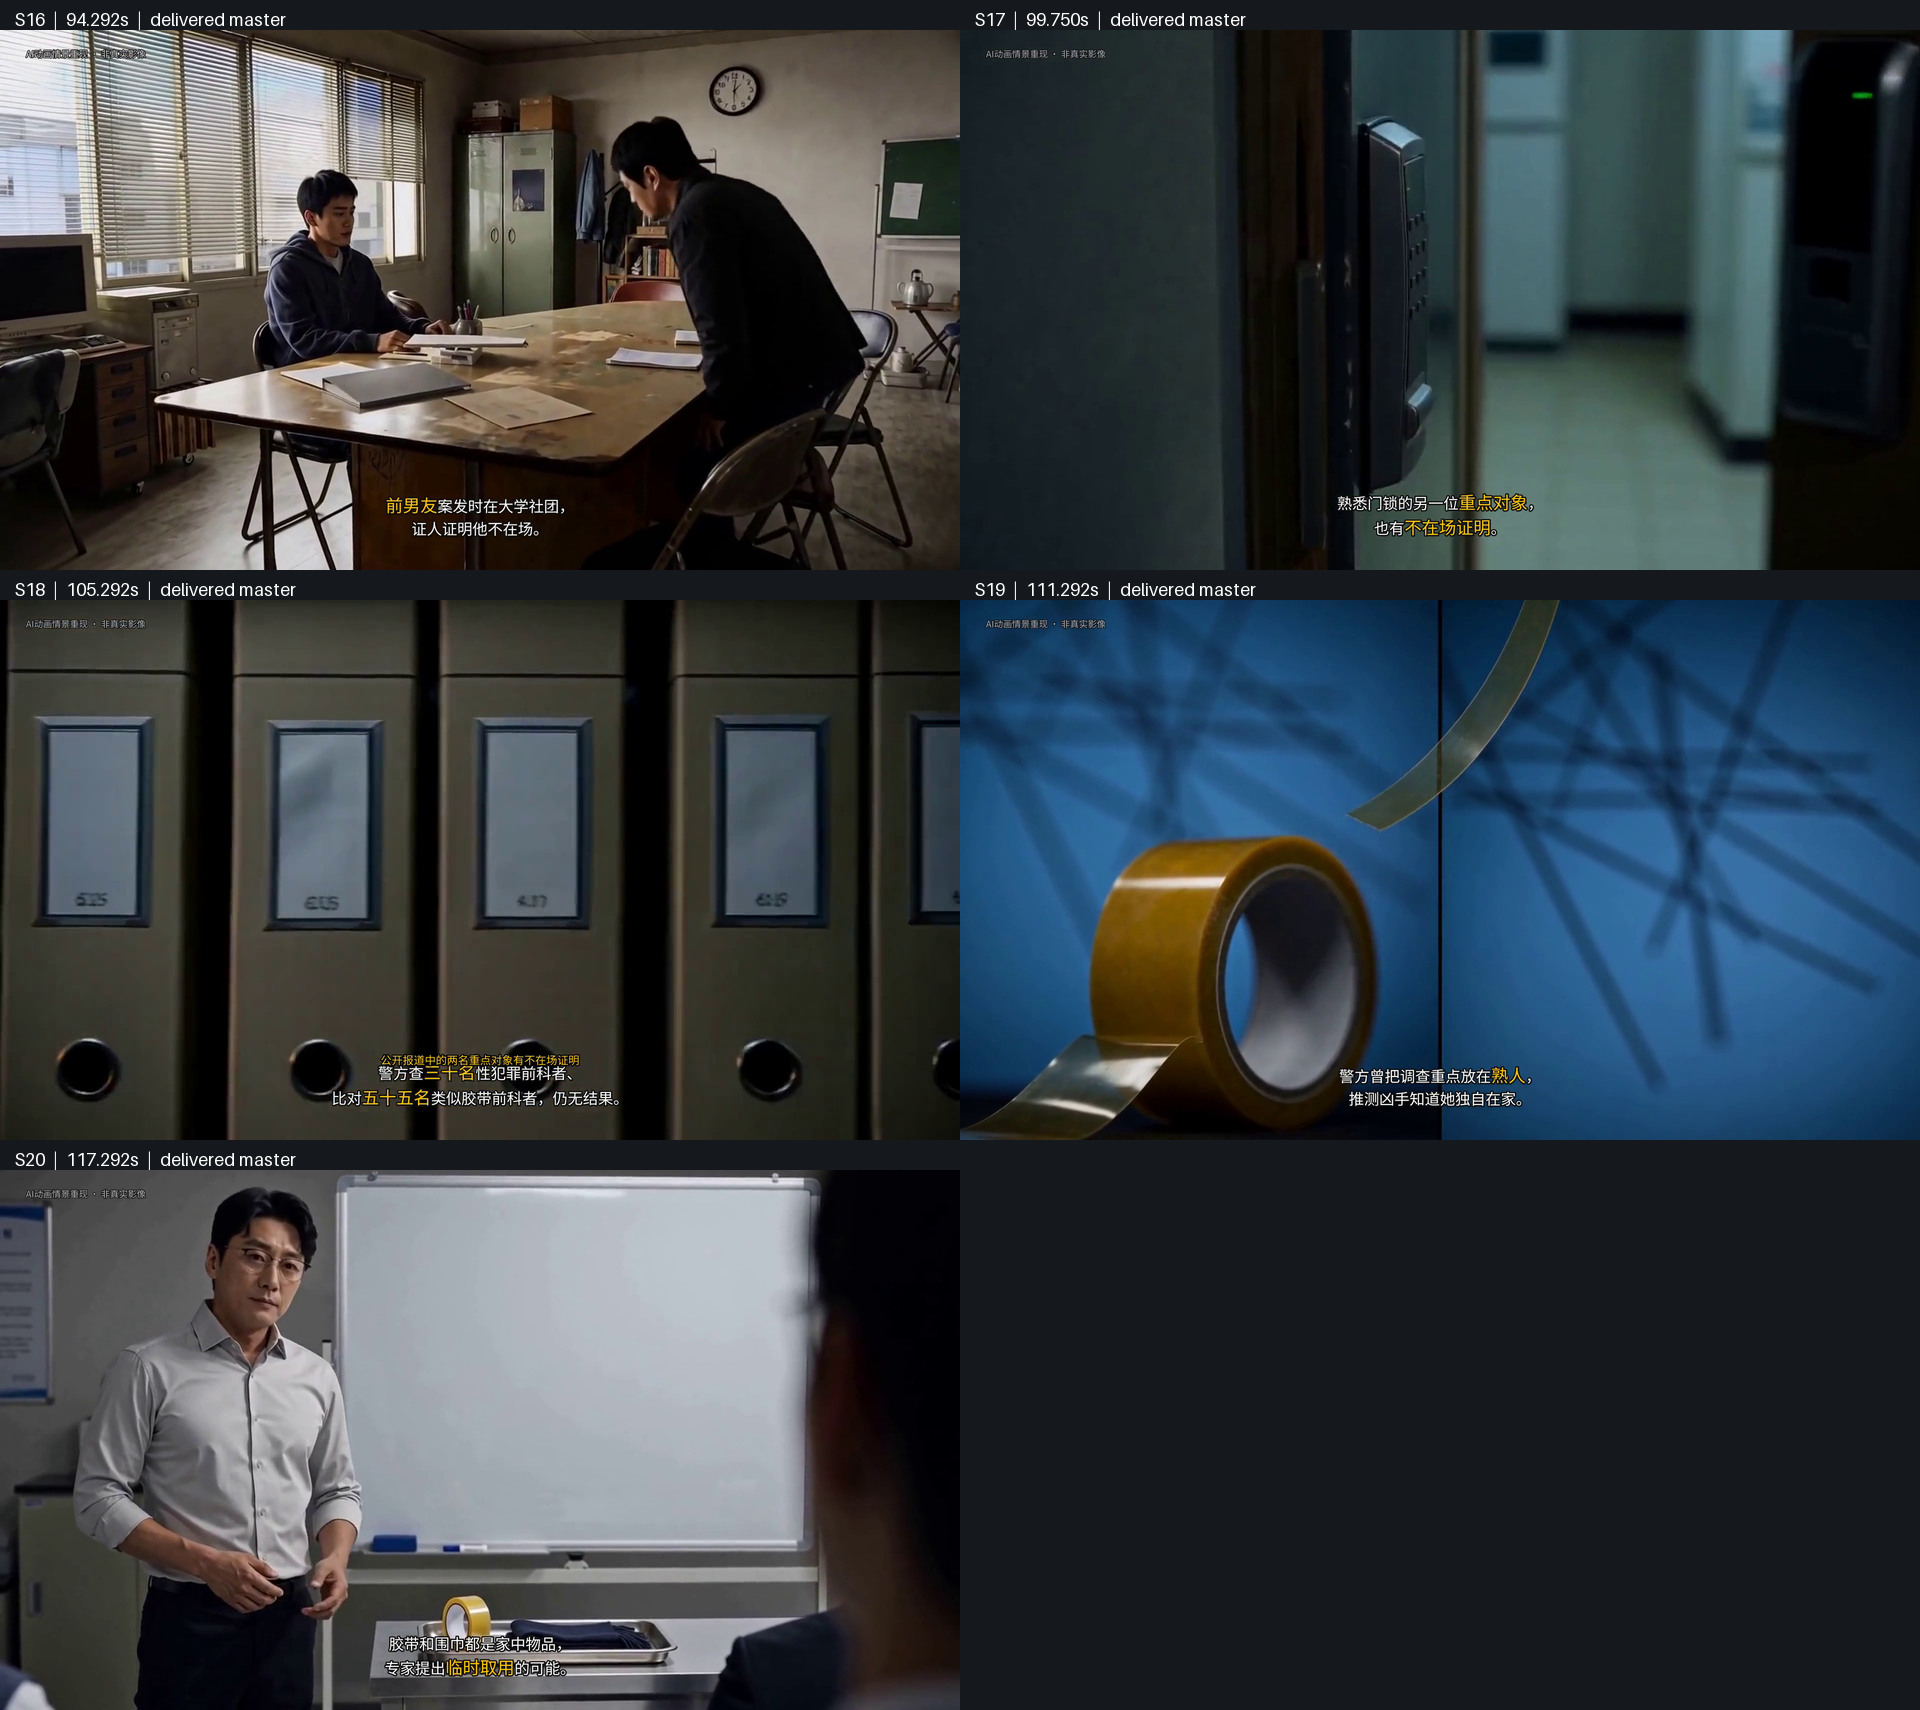 S16 | 94.292s | delivered master
AI动画情景重现 · 非真实影像
前男友案发时在大学社团，
证人证明他不在场。
S17 | 99.750s | delivered master
AI动画情景重现 · 非真实影像
熟悉门锁的另一位重点对象，
也有不在场证明。
S18 | 105.292s | delivered master
AI动画情景重现 · 非真实影像
公开报道中的两名重点对象有不在场证明
警方查三十名性犯罪前科者、
比对五十五名类似胶带前科者，仍无结果。
S19 | 111.292s | delivered master
AI动画情景重现 · 非真实影像
警方曾把调查重点放在熟人，
推测凶手知道她独自在家。
S20 | 117.292s | delivered master
AI动画情景重现 · 非真实影像
胶带和围巾都是家中物品，
专家提出临时取用的可能。